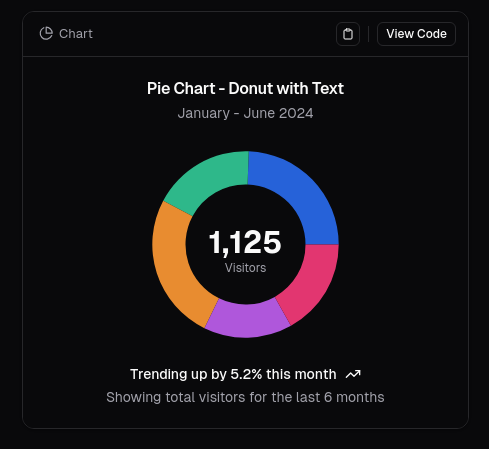 Chart
View Code
Pie Chart - Donut with Text
January - June 2024
1,125
Visitors
Trending up by 5.2% this month
Showing total visitors for the last 6 months